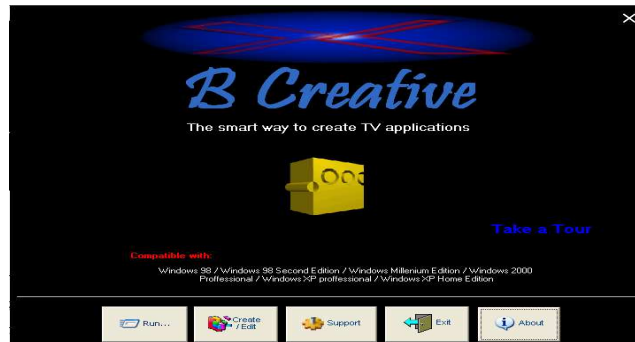 B Creative
The smart way to create TV applications
Take a Tour
Compatible with:
Windows 98 / Windows 98 Second Edition / Windows Millenium Edition / Windows 2000
Proffessional / Windows XP proffessional / Windows XP Home
Edition
Run...
Create
/ Edit
Support
Exit
About